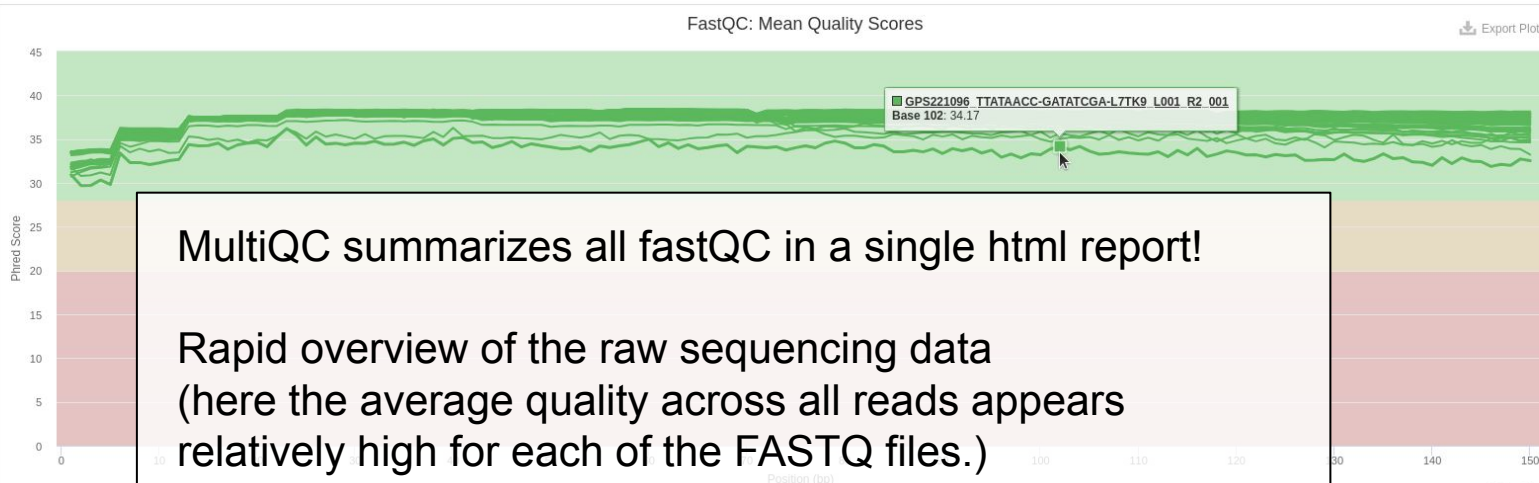 FastQC: Mean Quality Scores
Export Plot
45
40
35
30
25
20
15
10
5
0
Phred Score
GPS221096_TTATAACC-GATATCGA-L7TK9_L001_R2_001
Base 102: 34.17
MultiQC summarizes all fastQC in a single html report!
Rapid overview of the raw sequencing data
(here the average quality across all reads appears
relatively high for each of the FASTQ files.)
0 10 100 110 120 130 140 150
Position (bp)